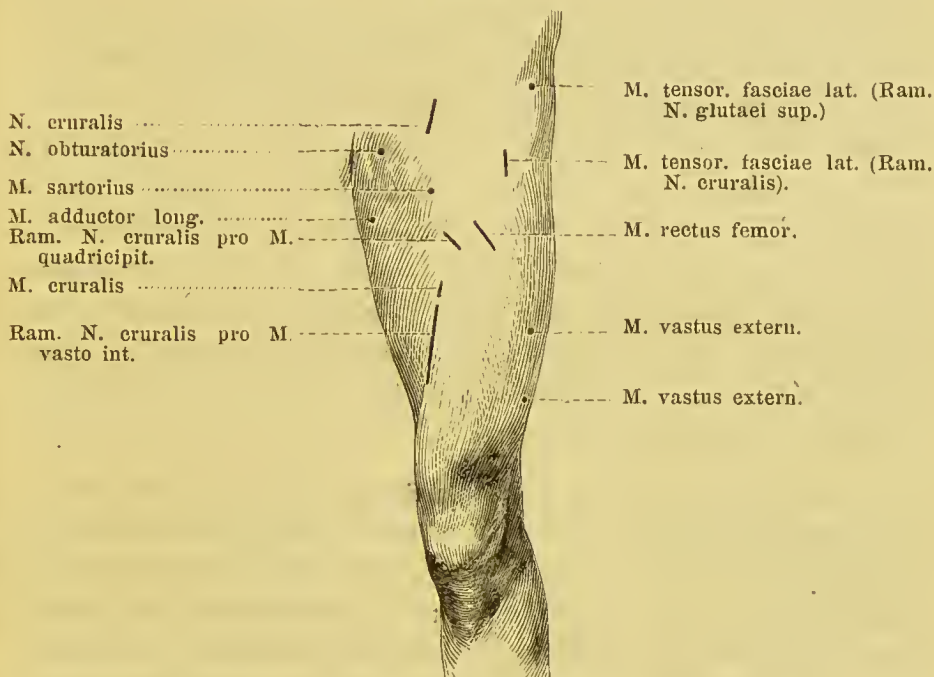 N. cruralis
N. obturatorius
M. sartorius
M. adductor long.
Ram. N. cruralis pro M.
quadricipit.
M. cruralis
Ram. N. cruralis pro M.
vasto int.
M. tensor. fasciae lat. (Ram.
N. glutaei sup.)
M. tensor. fasciae lat. (Ram.
N. cruralis).
M. rectus femor.
M. vastus extern.
M. vastus extern.